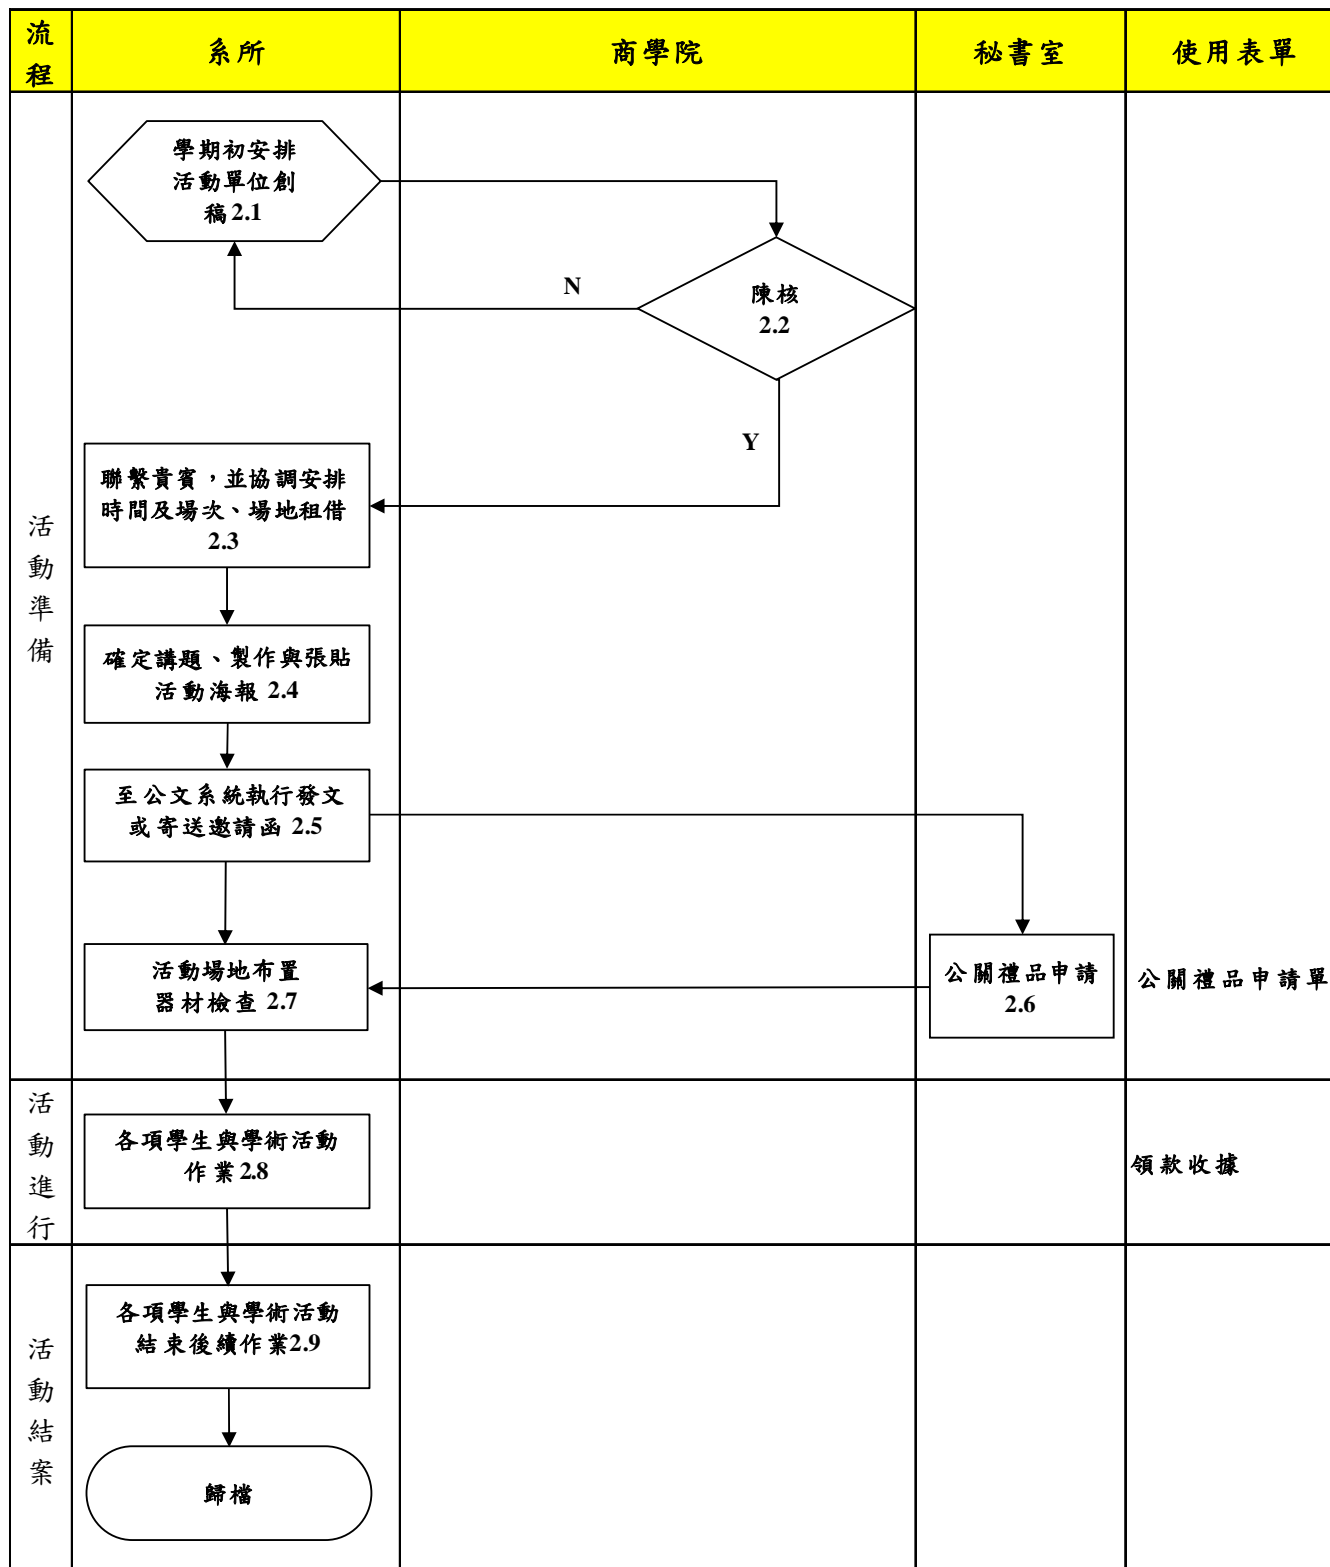 流
程
系所
商學院
秘書室
使用表單
學期初安排
活動單位創
稿2.1
陳核
2.2
N
Y
聯繫貴賓，並協調安排
時間及場次、場地租借
2.3
確定講題、製作與張貼
活動海報 2.4
至公文系統執行發文
或寄送邀請函 2.5
公關禮品申請
2.6
公關禮品申請單
活動場地布置
器材檢查 2.7
活
動
準
備
活
動
進
行
各項學生與學術活動
作業2.8
領款收據
活
動
結
案
各項學生與學術活動
結束後續作業2.9
歸檔